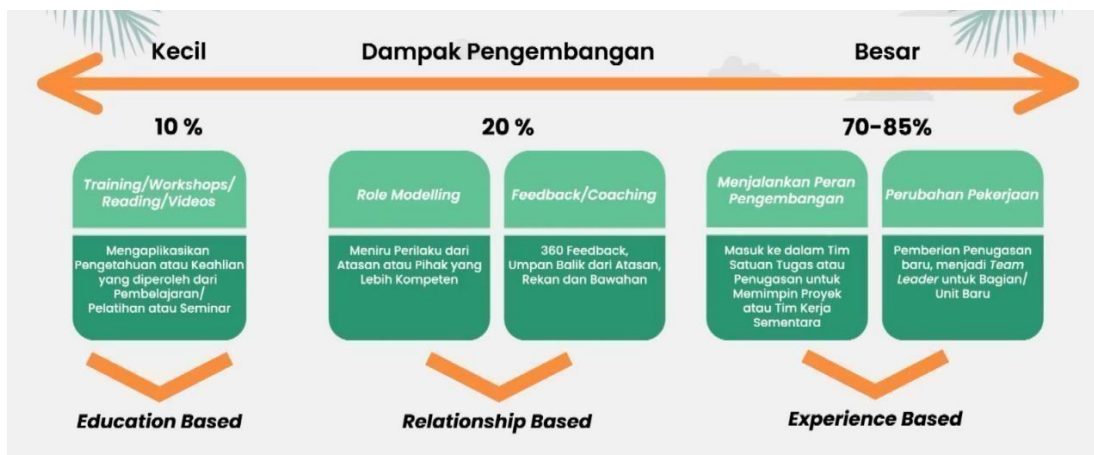 Kecil
Dampak Pengembangan
Besar
10 %
20 %
70-85%
Training/Workshops/
Reading/Videos
Mengaplikasikan
Pengetahuan atau Keahlian
yang diperoleh dari
Pembelajaran/
Pelatihan atau Seminar
Role Modelling
Meniru Perilaku dari
Atasan atau Pihak yang
Lebih Kompeten
Feedback/Coaching
360 Feedback,
Umpan Balik dari Atasan,
Rekan dan Bawahan
Menjalankan Peran
Pengembangan
Masuk ke dalam Tim
Satuan Tugas atau
Penugasan untuk
Memimpin Proyek
atau Tim Kerja
Sementara
Perubahan Pekerjaan
Pemberian Penugasan
baru, menjadi Team
Leader untuk Bagian/
Unit Baru
Education Based
Relationship Based
Experience Based